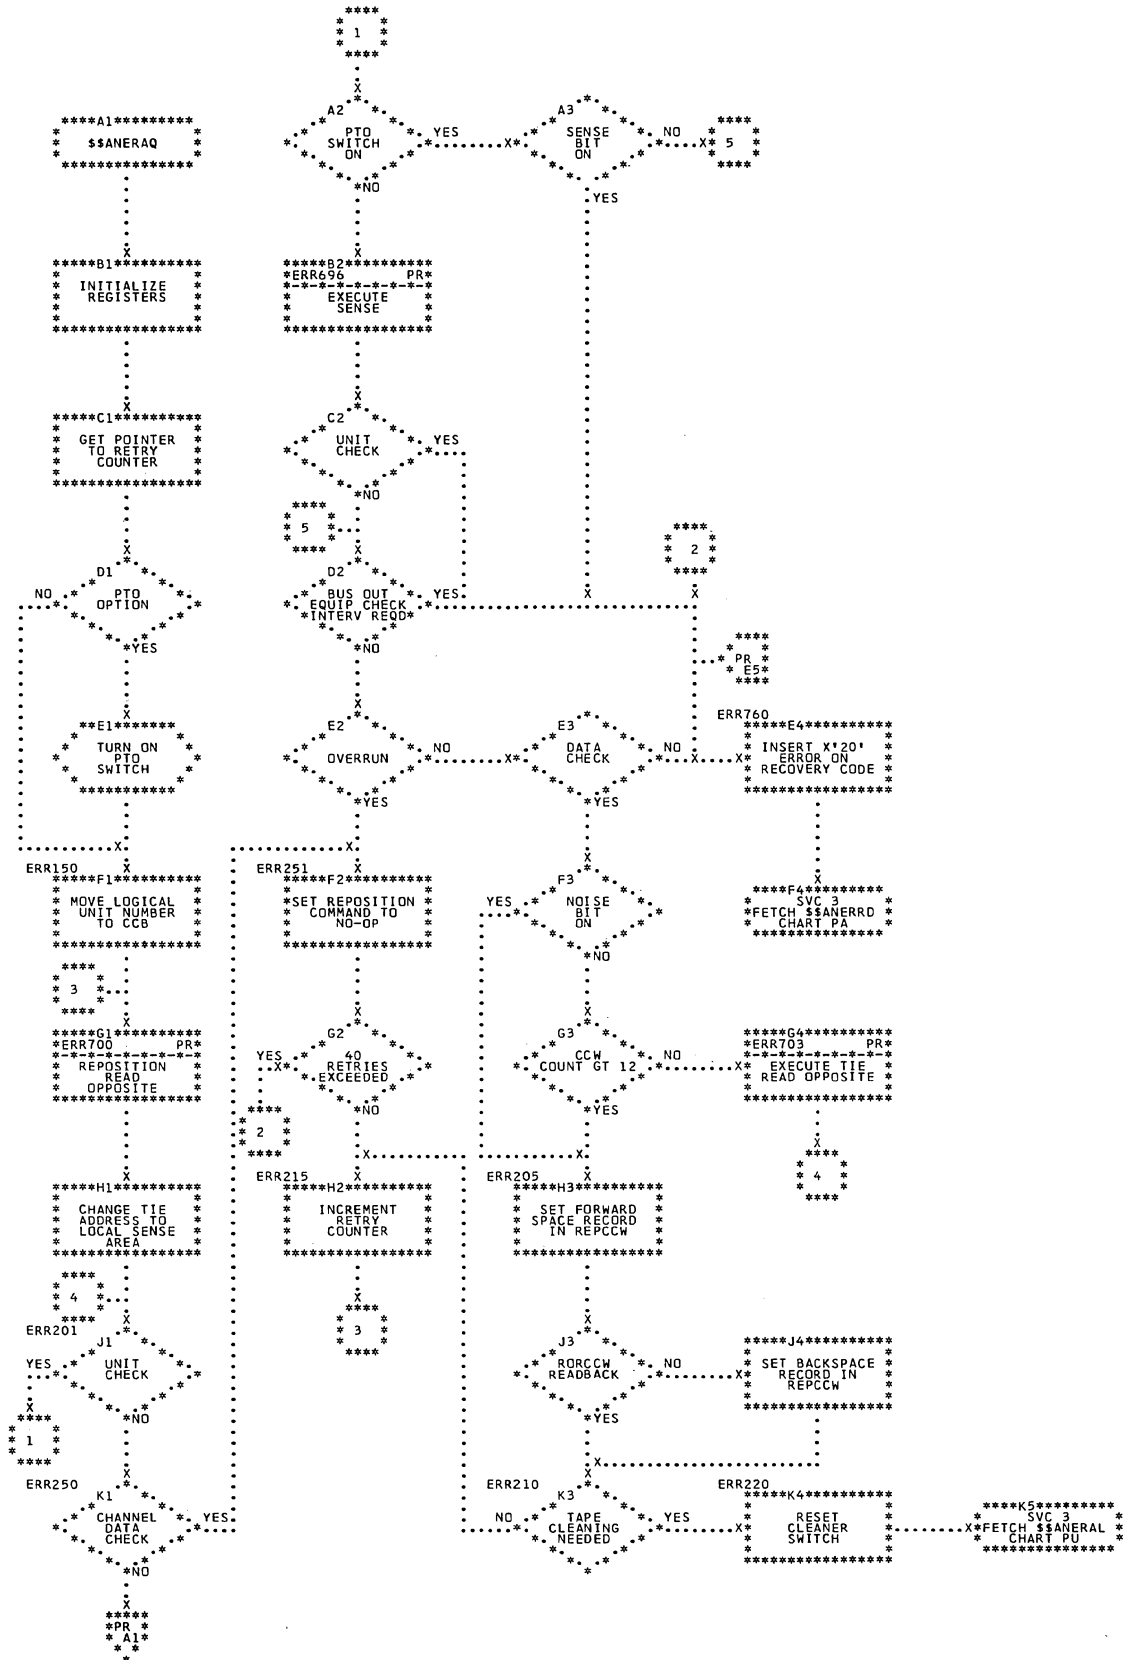 1
A1
$$ANERAQ
A2
PTO
SWITCH
ON
YES
NO
A3
SENSE
BIT
ON
NO
YES
5
B1
INITIALIZE
REGISTERS
B2
ERR696 PR
EXECUTE
SENSE
C1
GET POINTER
TO RETRY
COUNTER
C2
UNIT
CHECK
YES
NO
5
2
D1
PTO
OPTION
NO
YES
D2
BUS OUT
EQUIP CHECK
INTERV REQD
YES
NO
PR
E5
E1
TURN ON
PTO
SWITCH
E2
OVERRUN
NO
YES
E3
DATA
CHECK
NO
YES
ERR760
E4
INSERT X'20'
ERROR ON
RECOVERY CODE
ERR150
F1
MOVE LOGICAL
UNIT NUMBER
TO CCB
ERR251
F2
SET REPOSITION
COMMAND TO
NO-OP
F3
NOISE
BIT
ON
YES
NO
F4
SVC 3
FETCH $$ANERRD
CHART PA
3
G1
ERR700 PR
REPOSITION
READ
OPPOSITE
G2
40
RETRIES
EXCEEDED
YES
NO
2
G3
CCW
COUNT GT 12
NO
YES
G4
ERR703 PR
EXECUTE TIE
READ OPPOSITE
4
H1
CHANGE TIE
ADDRESS TO
LOCAL SENSE
AREA
ERR215
H2
INCREMENT
RETRY
COUNTER
3
ERR205
H3
SET FORWARD
SPACE RECORD
IN REPCCW
4
ERR201
J1
UNIT
CHECK
YES
NO
1
J3
RORCCW
READBACK
NO
YES
J4
SET BACKSPACE
RECORD IN
REPCCW
ERR250
K1
CHANNEL
DATA
CHECK
YES
NO
PR
A1
ERR210
K3
TAPE
CLEANING
NEEDED
NO
YES
ERR220
K4
RESET
CLEANER
SWITCH
K5
SVC 3
FETCH $$ANERAL
CHART PU